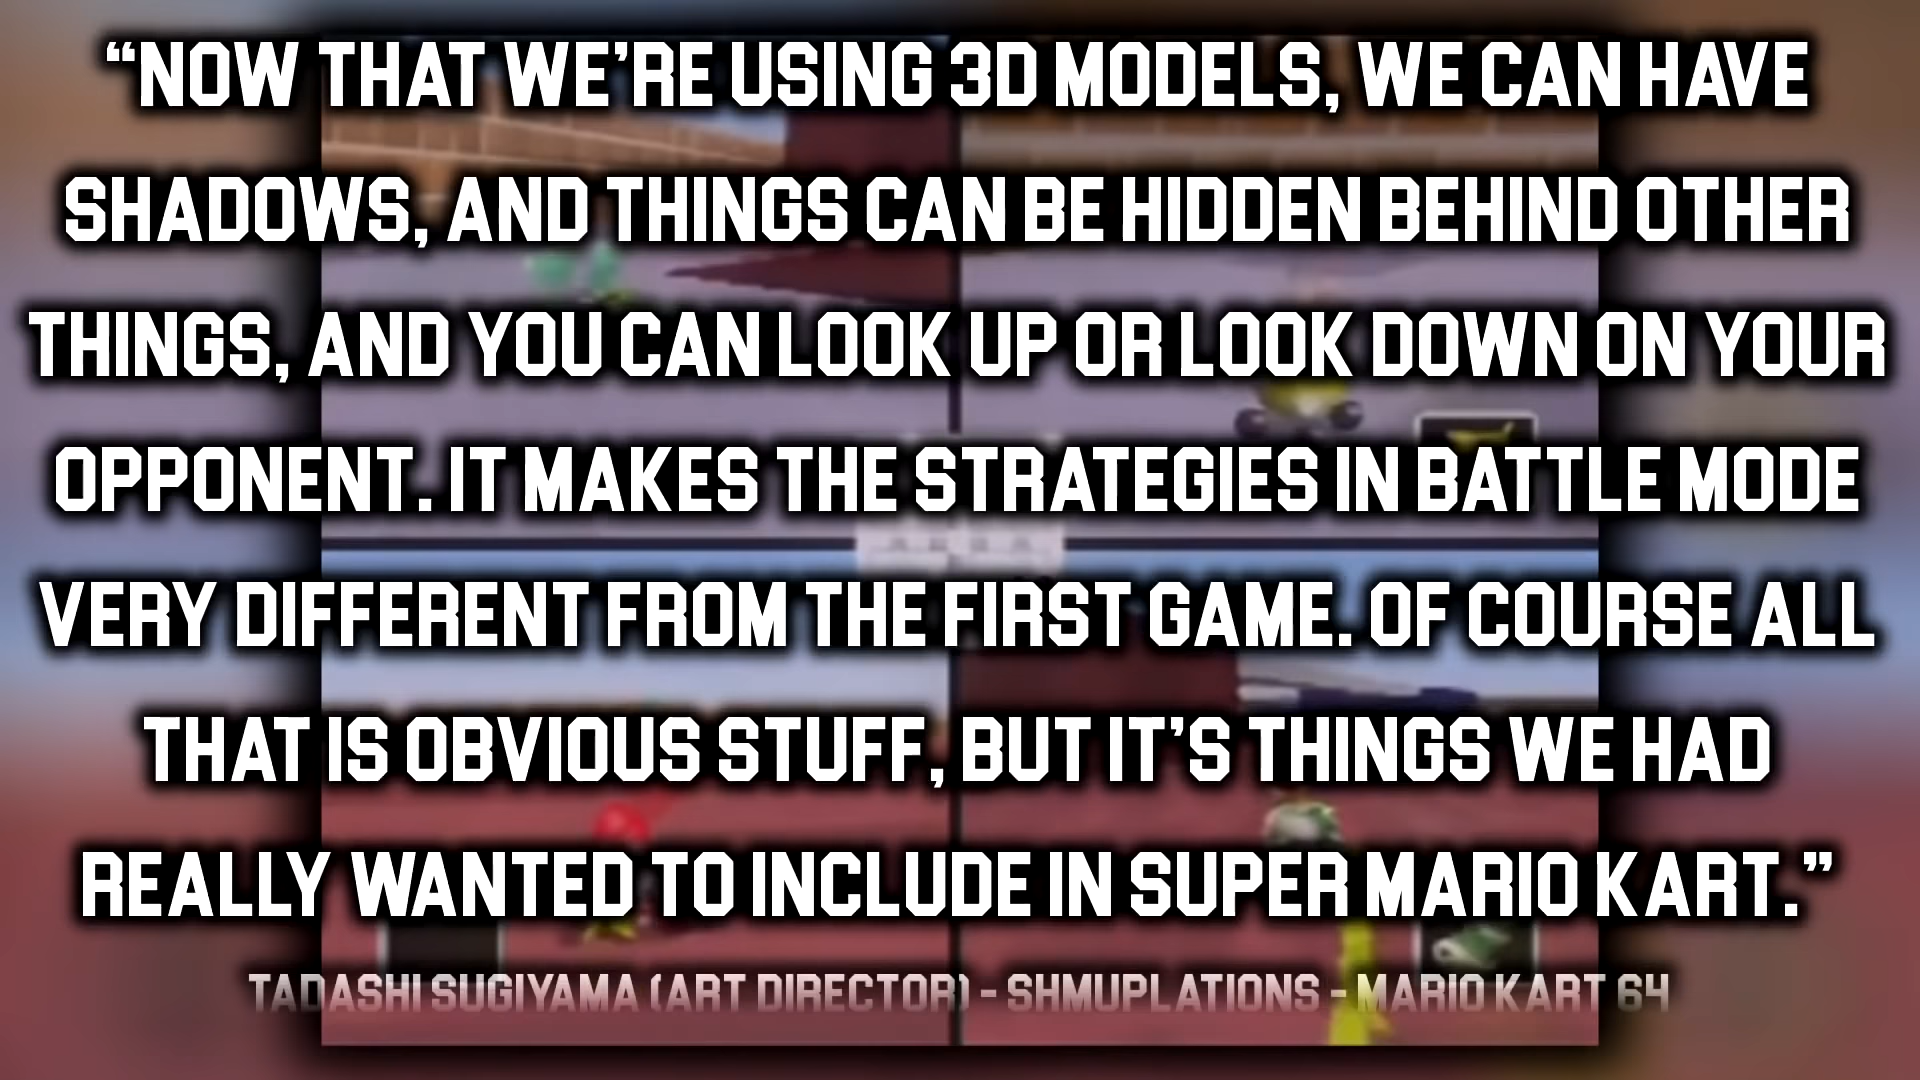 “NOW THAT WE’RE USING 3D MODELS, WE CAN HAVE
SHADOWS, AND THINGS CAN BE HIDDEN BEHIND OTHER
THINGS, AND YOU CAN LOOK UP OR LOOK DOWN ON YOUR
OPPONENT. IT MAKES THE STRATEGIES IN BATTLE MODE
VERY DIFFERENT FROM THE FIRST GAME. OF COURSE ALL
THAT IS OBVIOUS STUFF, BUT IT’S THINGS WE HAD
REALLY WANTED TO INCLUDE IN SUPER MARIO KART.”
TADASHI SUGIYAMA (ART DIRECTOR) - SHMUPLATIONS - MARIO KART 64